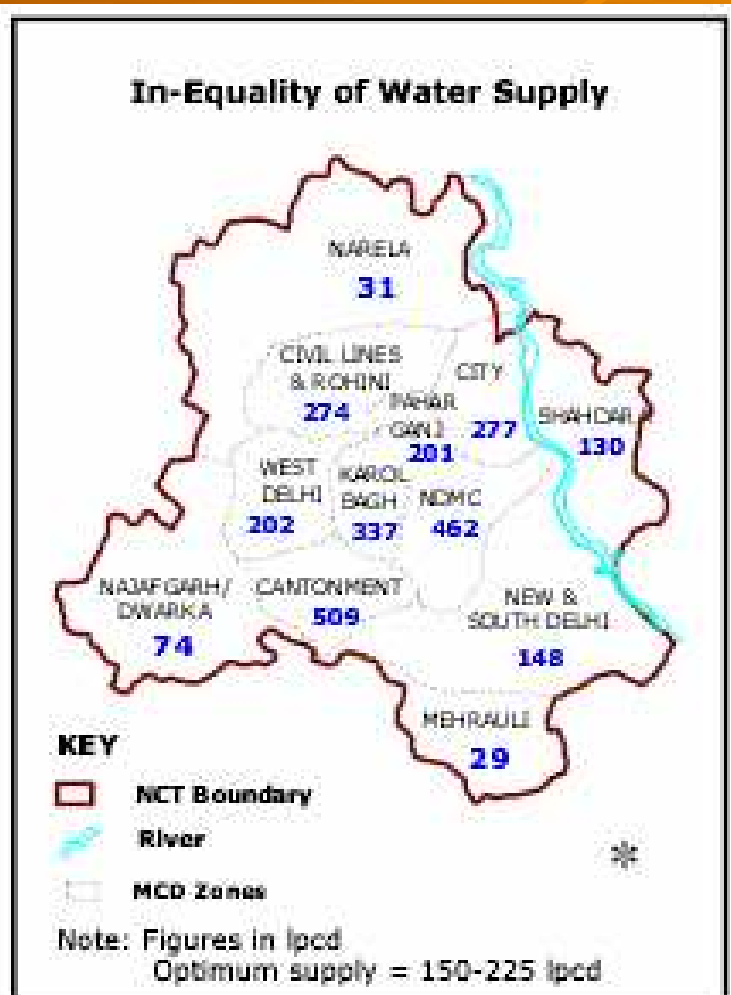 In-Equality of Water Supply
NARELA
31
CIVIL LINES
& ROHINI
274
CITY
277
PAHAR
GANJ
201
SHAHDAR
130
WEST
DELHI
202
KAROL
BAGH
337
NDMC
462
NAJAFGARH/
DWARKA
74
CANTONMENT
509
NEW &
SOUTH DELHI
148
MEHRAULI
29
KEY
NCT Boundary
River
MCD Zones
Note: Figures in lpcd
Optimum supply = 150-225 lpcd